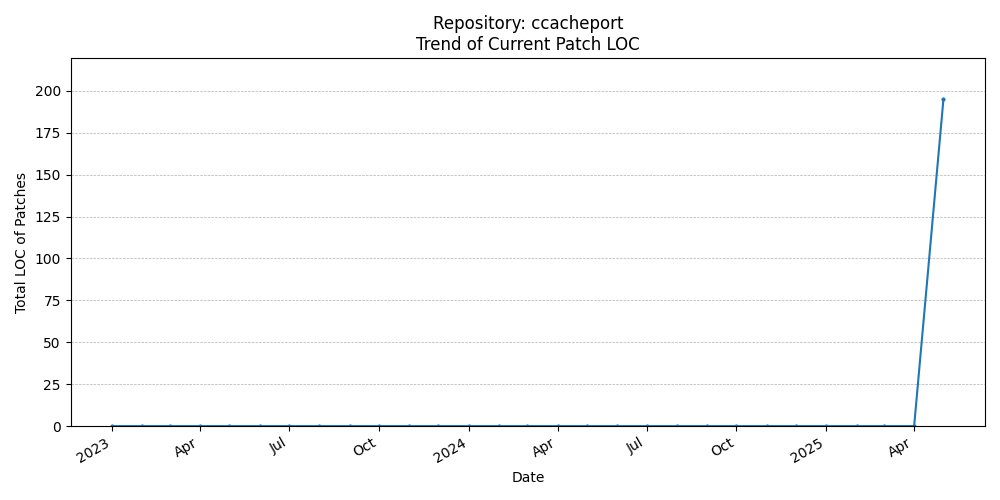 Repository: ccacheport
Trend of Current Patch LOC
Total LOC of Patches
200
175
150
125
100
75
50
25
0
2023
Apr
Jul
Oct
2024
Apr
Jul
Oct
2025
Apr
Date